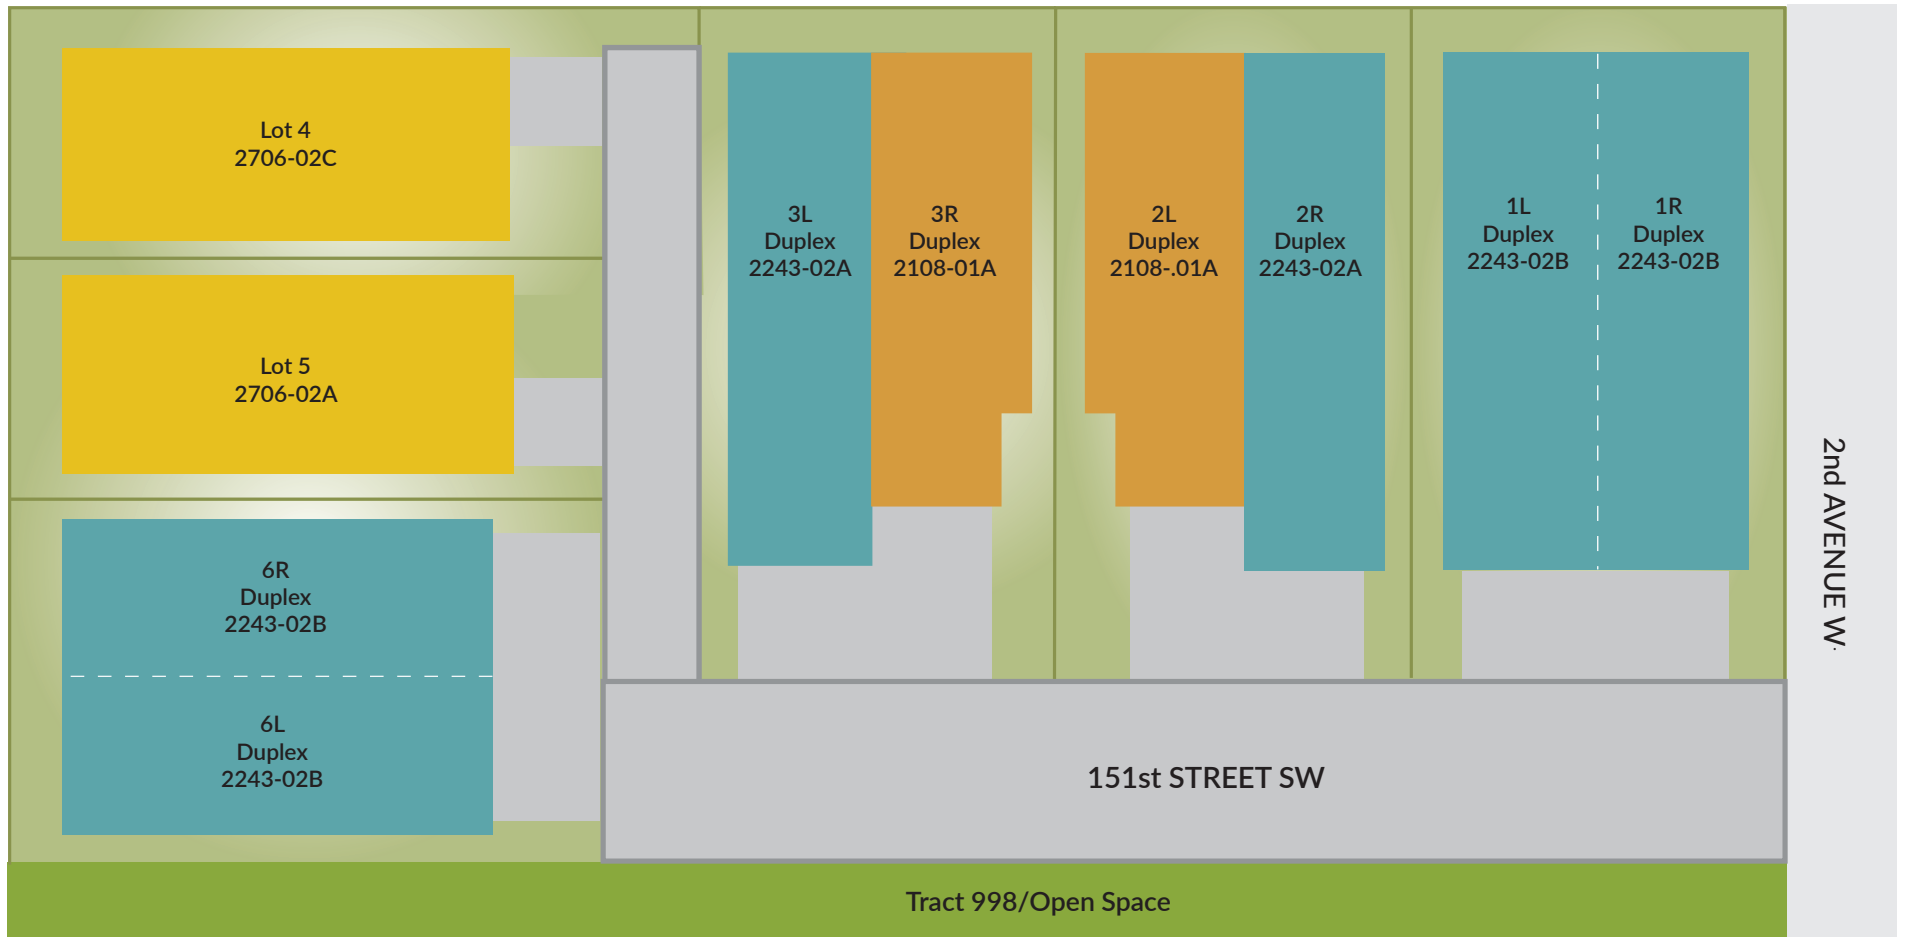 Lot 4
2706-02C
Lot 5
2706-02A
6R
Duplex
2243-02B
6L
Duplex
2243-02B
3L
Duplex
2243-02A
3R
Duplex
2108-01A
2L
Duplex
2108-.01A
2R
Duplex
2243-02A
1L
Duplex
2243-02B
1R
Duplex
2243-02B
2nd AVENUE W.
151st STREET SW
Tract 998/Open Space